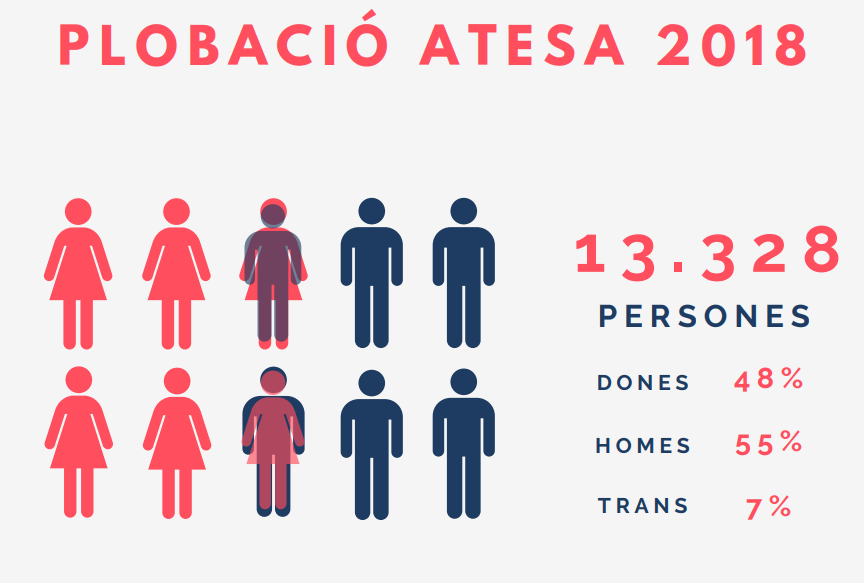 PLOBACIÓ ATESA 2018
13.328
PERSONES
DONES 48%
HOMES 55%
TRANS 7%